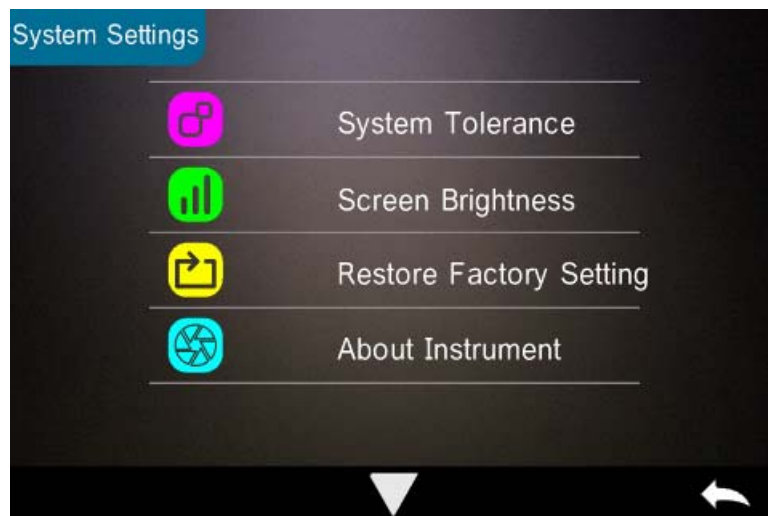 System Settings
System Tolerance
Screen Brightness
Restore Factory Setting
About Instrument